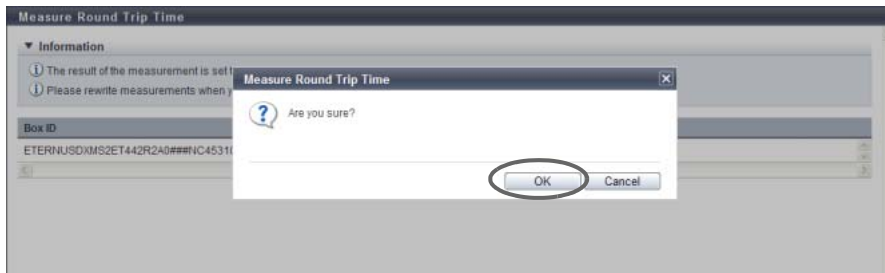 Measure Round Trip Time
▼ Information
The result of the measurement is set t
Please rewrite measurements when y
Measure Round Trip Time
Are you sure?
Box ID
ETERNUSDXMS2ET442R2A0###NC4531
OK Cancel